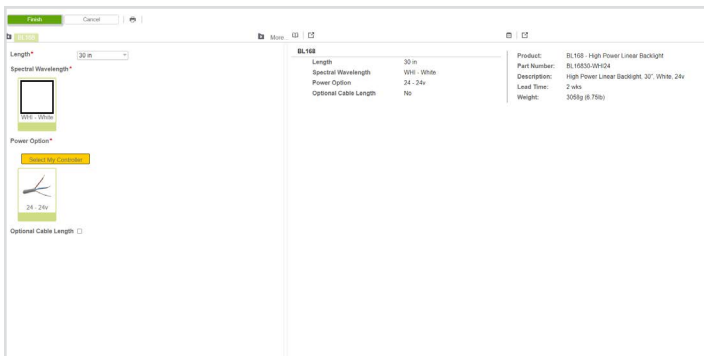 Finish
Cancel
BL168
More
Length*
30 in
Spectral Wavelength*
WHI - White
Power Option*
Select My Controller
24 - 24v
Optional Cable Length
BL168
Length 30 in
Spectral Wavelength WHI - White
Power Option 24 - 24v
Optional Cable Length No
Product: BL168 - High Power Linear Backlight
Part Number: BL16830-WHI24
Description: High Power Linear Backlight, 30", White, 24v
Lead Time: 2 wks
Weight: 3059g (6.75lb)